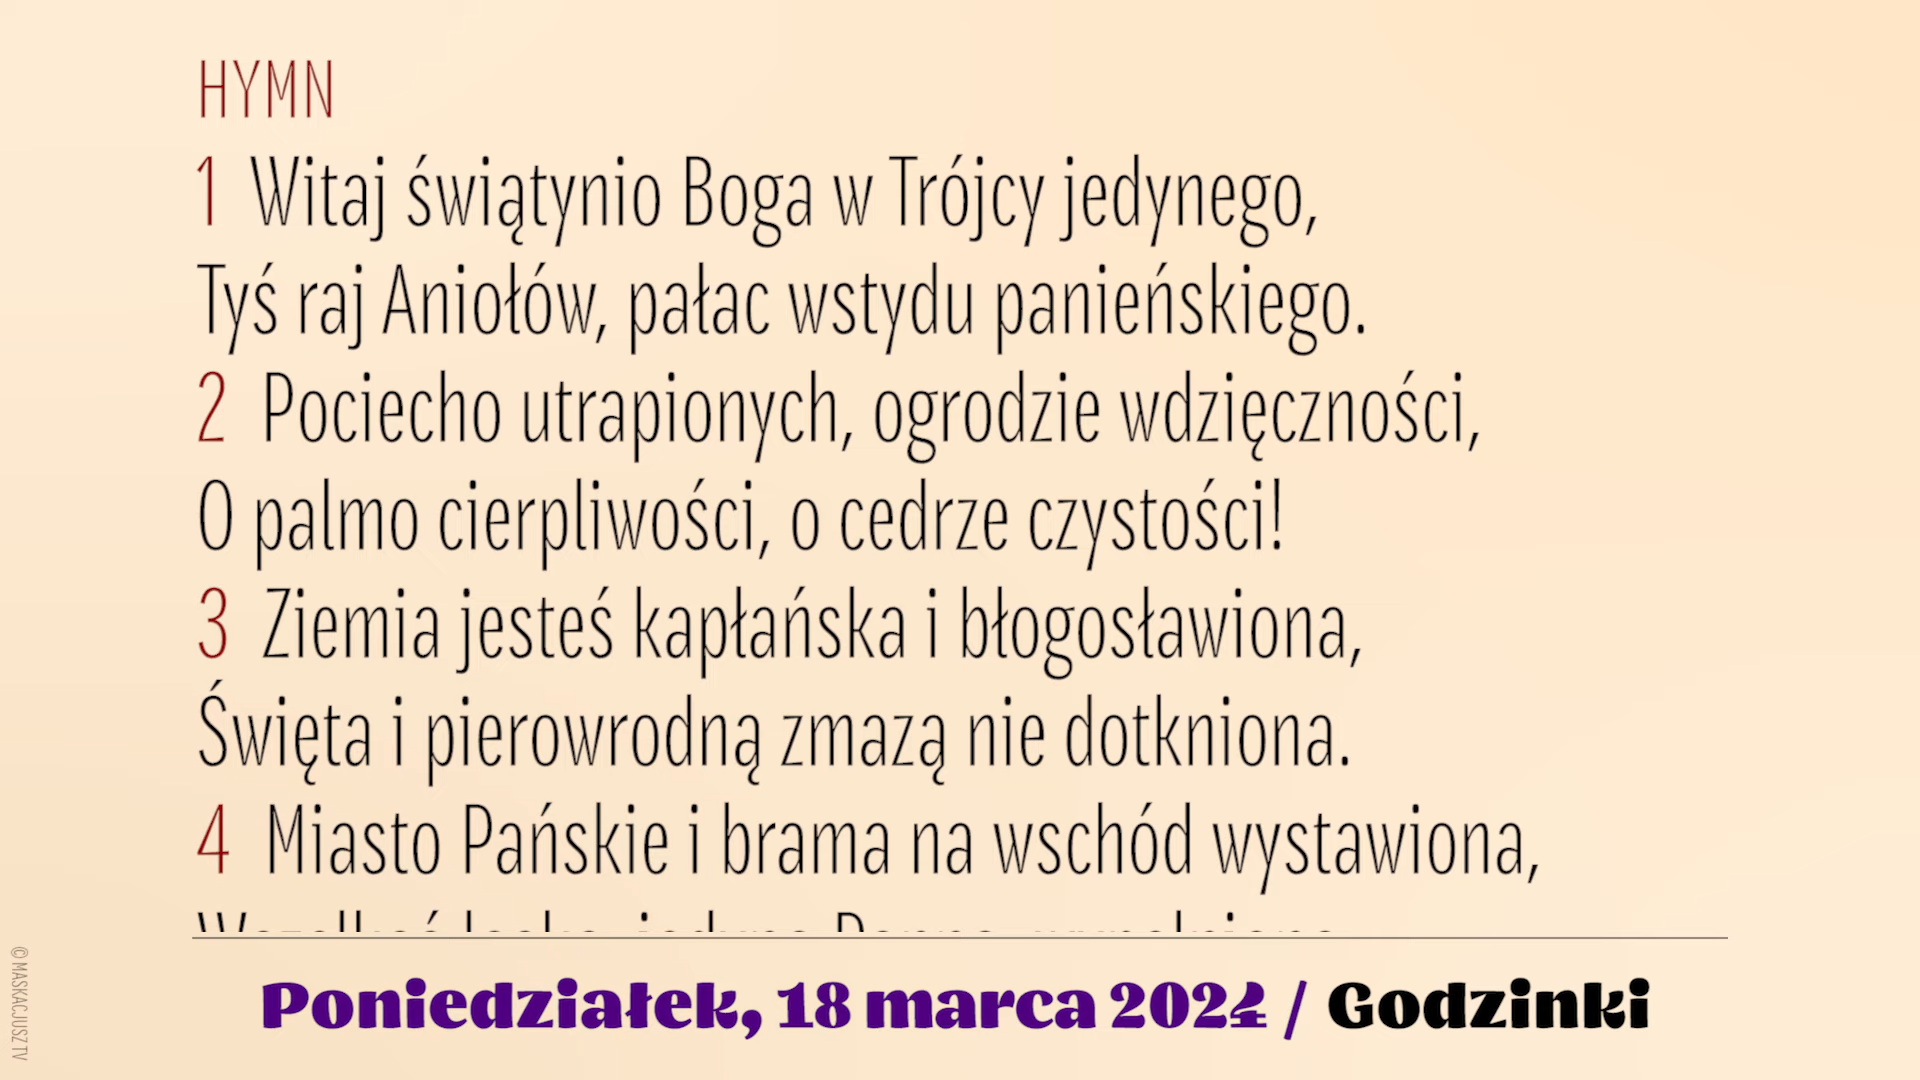 HYMN
1 Witaj świątynio Boga w Trójcy jedynego,
Tyś raj Aniołów, pałac wstydu panieńskiego.
2 Pociecho utrapionych, ogrodzie wdzięczności,
O palmo cierpliwości, o cedrze czystości!
3 Ziemia jesteś kapłańska i błogosławiona,
Święta i pierowrodną zmazą nie dotkniona.
4 Miasto Pańskie i brama na wschód wystawiona,
Poniedziałek, 18 marca 2024 / Godzinki
© MASKACJUSZ TV